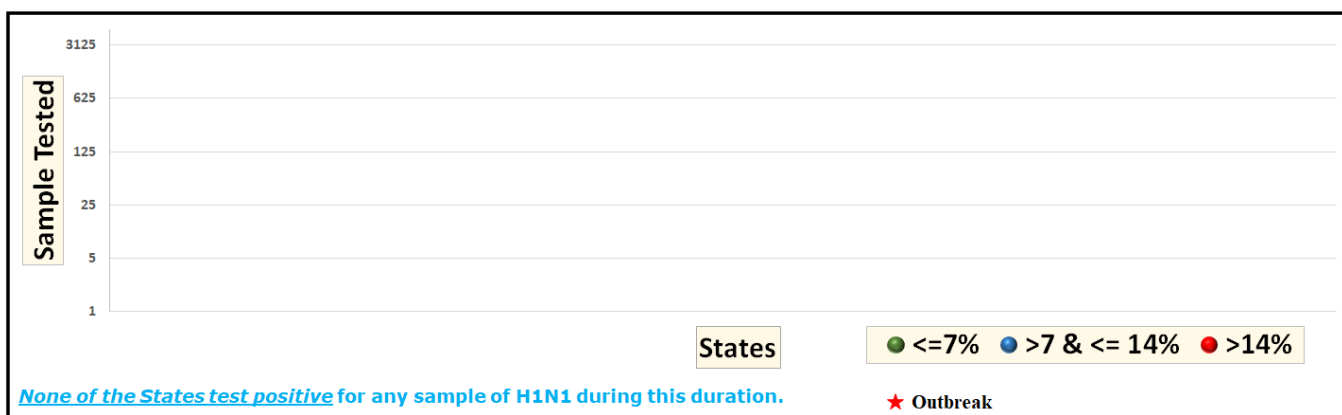 3125
625
125
25
5
1
Sample Tested
States
<=7% >7 & <= 14% >14%
None of the States test positive for any sample of H1N1 during this duration.
Outbreak